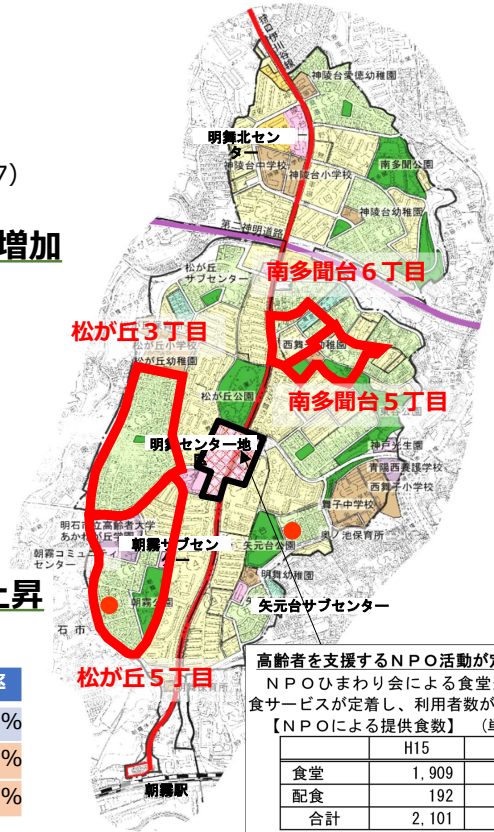 神陵台愛徳幼稚園
明舞北セン
ター
神陵台中学校
神陵台小学校
南多聞公園
神陵台幼稚園
7)
第二神明道路
増加
松が丘
サブセンター
南多聞台６丁目
松が丘３丁目
松が丘小学校
松が丘幼稚園
西舞子幼稚園
松が丘公園
南多聞台５丁目
明舞センター地
神戸光生園
青陽西養護学校
西舞子小学校
舞子中学校
明石市立高齢者大学
あかねが丘学園
朝霧コミュニティ
センター
朝霧サブセン
ター
矢元台公園
奥ノ池保育所
明舞幼稚園
朝霧公園
矢元台サブセンター
上昇
石 市
松が丘５丁目
率
%
%
%
朝霧駅
高齢者を支援するＮＰＯ活動が定
ＮＰＯひまわり会による食堂
食サービスが定着し、利用者数が
【ＮＰＯによる提供食数】 （単
H15
食堂 1,909
配食 192
合計 2,101